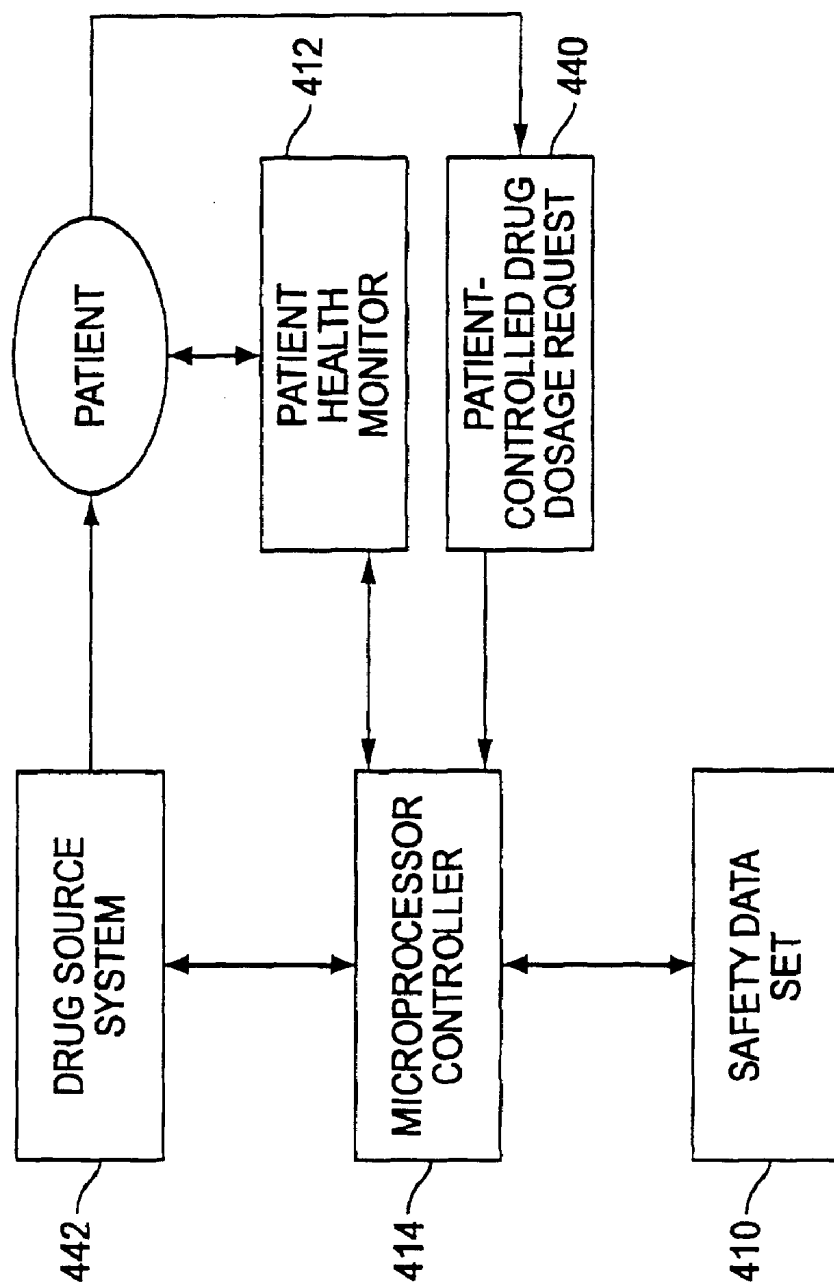 442
DRUG SOURCE
SYSTEM
PATIENT
412
PATIENT
HEALTH
MONITOR
414
MICROPROCESSOR
CONTROLLER
440
PATIENT-
CONTROLLED DRUG
DOSAGE REQUEST
410
SAFETY DATA
SET